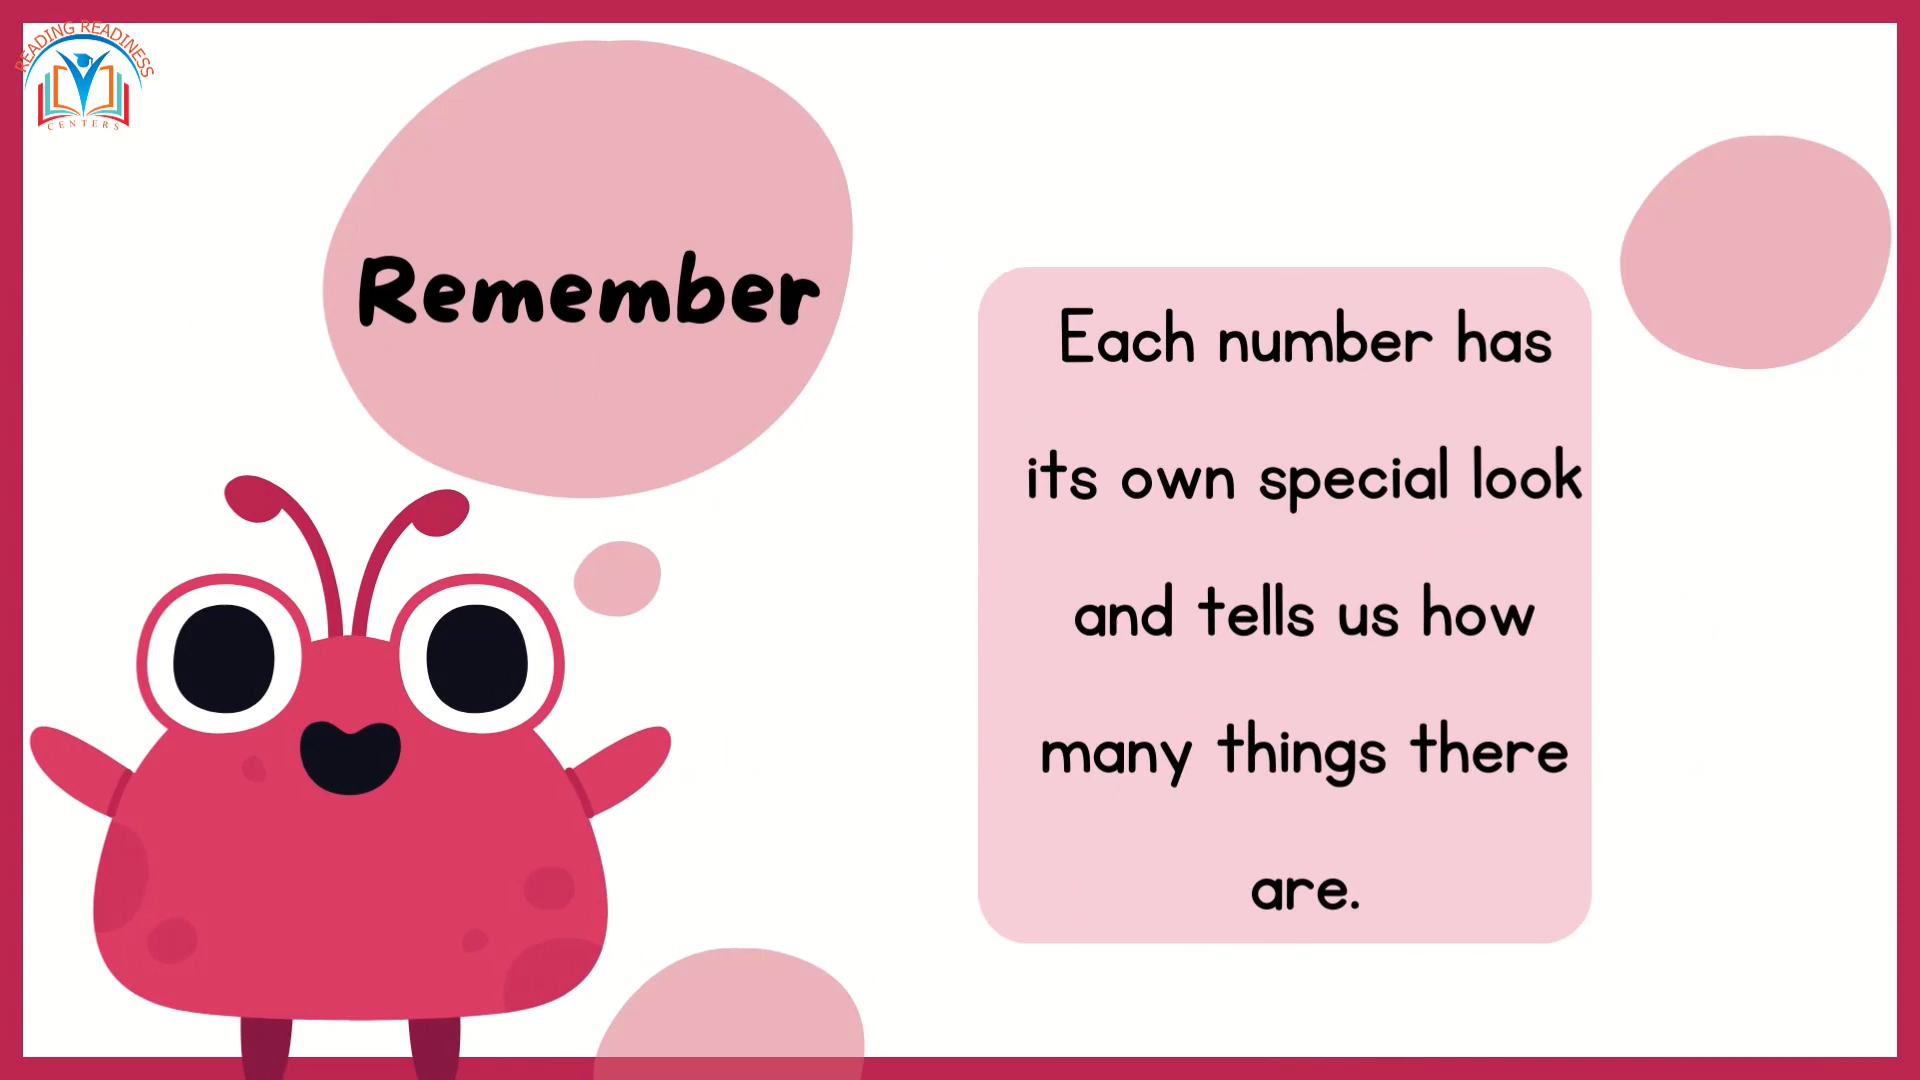 READING READINESS
CENTERS
Remember
Each number has
its own special look
and tells us how
many things there
are.